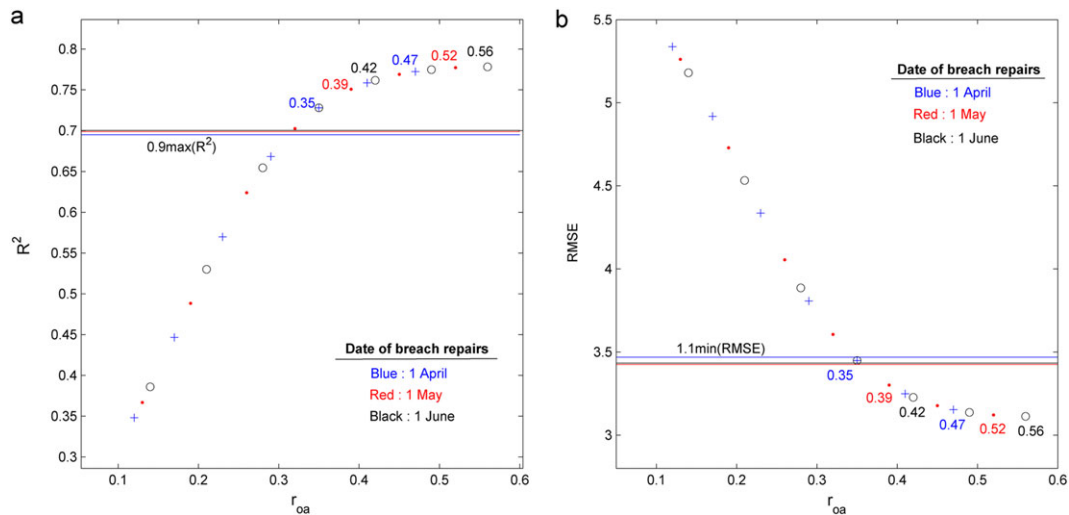 a
0.8
0.75
0.7
0.65
0.6
0.55
0.5
0.45
0.4
0.35
0.3
R²
0.1
0.2
0.3
0.4
0.5
0.6
r_oa
0.35
0.39
0.42
0.47
0.52
0.56
0.9max(R²)
Date of breach repairs
Blue : 1 April
Red : 1 May
Black : 1 June
b
5.5
5
4.5
4
3.5
3
RMSE
0.1
0.2
0.3
0.4
0.5
0.6
r_oa
Date of breach repairs
Blue : 1 April
Red : 1 May
Black : 1 June
1.1min(RMSE)
0.35
0.39
0.42
0.47
0.52
0.56